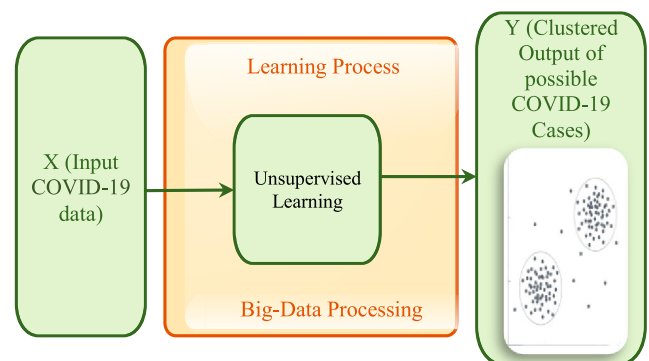 X (Input
COVID-19
data)
Learning Process
Unsupervised
Learning
Big-Data Processing
Y (Clustered
Output of
possible
COVID-19
Cases)